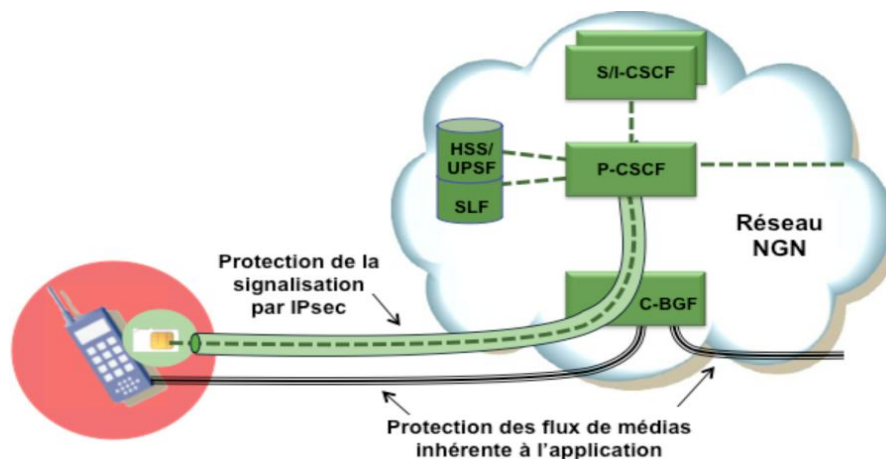 S/I-CSCF
HSS/
UPSF
SLF
P-CSCF
Réseau
NGN
Protection de la
signalisation
par IPsec
C-BGF
Protection des flux de médias
inhérente à l'application